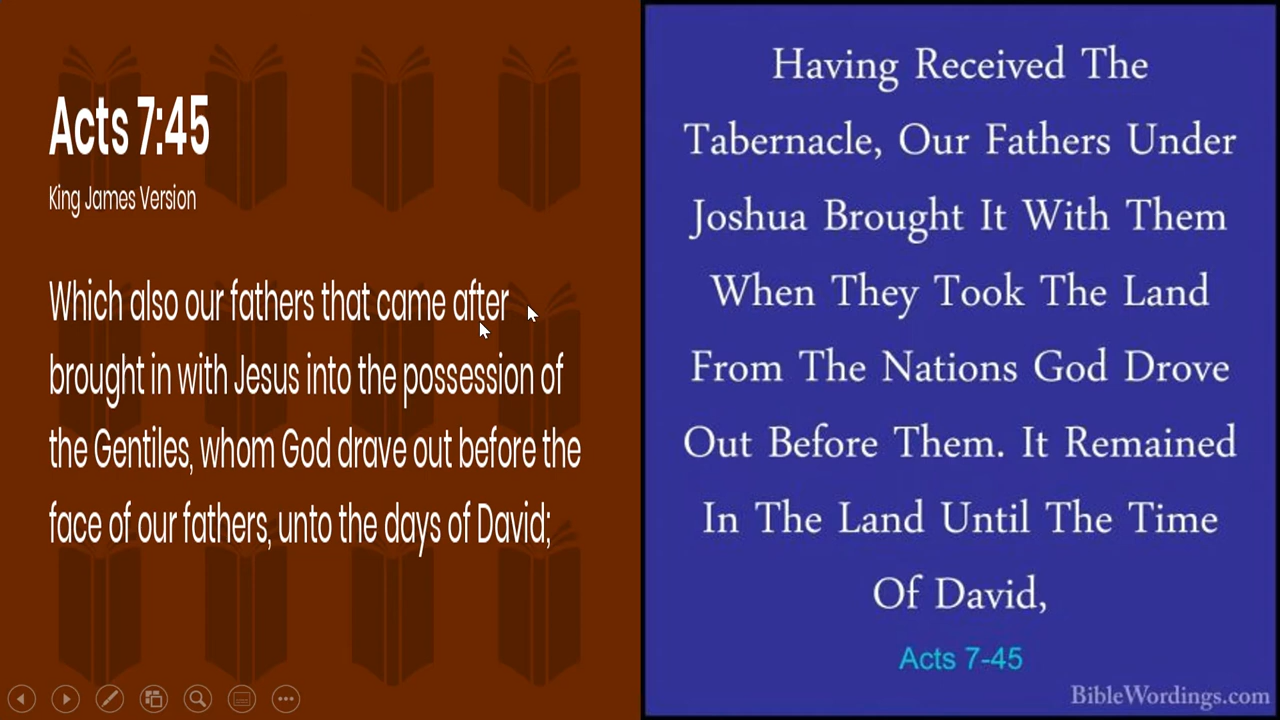 Acts 7:45
King James Version
Which also our fathers that came after
brought in with Jesus into the possession of
the Gentiles, whom God drave out before the
face of our fathers, unto the days of David;
Having Received The
Tabernacle, Our Fathers Under
Joshua Brought It With Them
When They Took The Land
From The Nations God Drove
Out Before Them. It Remained
In The Land Until The Time
Of David,
Acts 7-45
BibleWordings.com